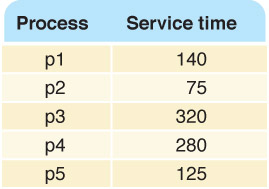 Process Service time
p1 140
p2 75
p3 320
p4 280
p5 125